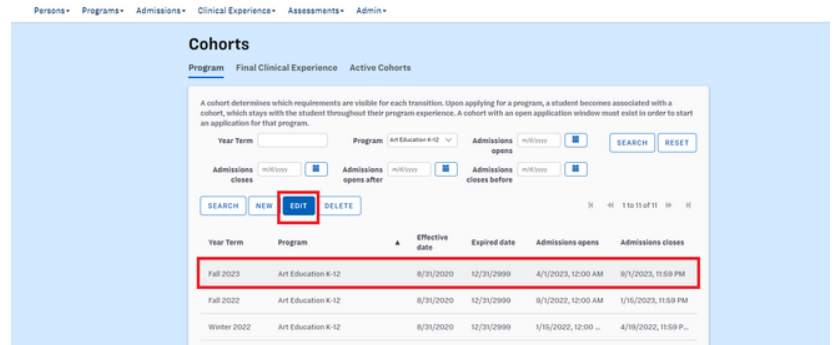 Persons Programs Admissions Clinical Experience Assessments Admin
Cohorts
Program Final Clinical Experience Active Cohorts
A cohort determines which requirements are visible for each transition. Upon applying for a program, a student becomes associated with a
cohort, which stays with the student throughout their program experience. A cohort with an open application window must exist in order to start
an application for that program.
Year Term Program Art Education K-12 Admissions opens m/d/yyyy SEARCH RESET
Admissions closes m/d/yyyy Admissions opens after m/d/yyyy Admissions closes before m/d/yyyy
SEARCH NEW EDIT DELETE 1 to 11 of 11
Year Term Program Effective date Expired date Admissions opens Admissions closes
Fall 2023 Art Education K-12 8/31/2020 12/31/2999 4/1/2023, 12:00 AM 9/1/2023, 11:59 PM
Fall 2022 Art Education K-12 8/31/2020 12/31/2999 9/1/2022, 12:00 AM 1/15/2023, 11:59 PM
Winter 2022 Art Education K-12 8/31/2020 12/31/2999 1/15/2022, 12:00 ... 4/19/2022, 11:59 P...